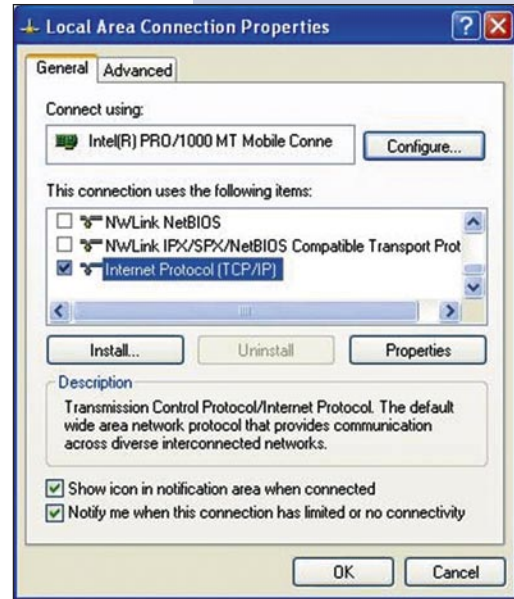 Local Area Connection Properties
General Advanced
Connect using:
Intel(R) PRO/1000 MT Mobile Conne
Configure...
This connection uses the following items:
NWLink NetBIOS
NWLink IPX/SPX/NetBIOS Compatible Transport Prot
Internet Protocol (TCP/IP)
Install... Uninstall Properties
Description
Transmission Control Protocol/Internet Protocol. The default
wide area network protocol that provides communication
across diverse interconnected networks.
Show icon in notification area when connected
Notify me when this connection has limited or no connectivity
OK Cancel